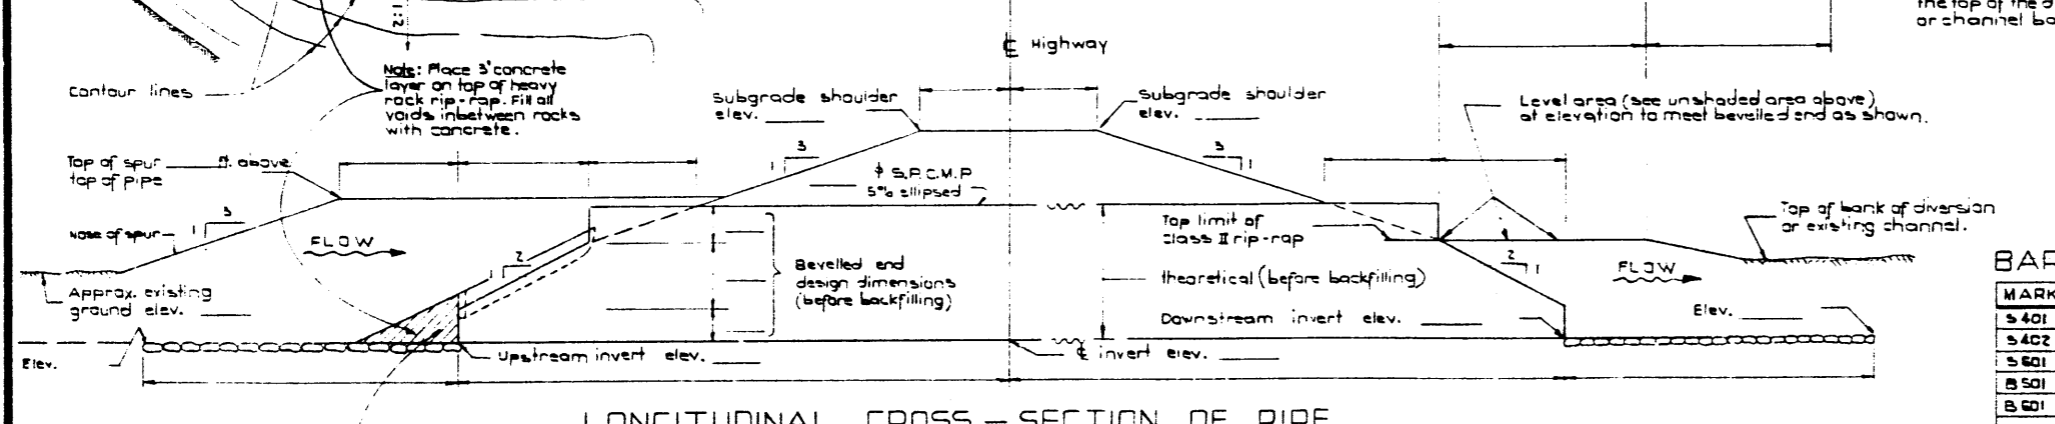 the top of the d
or channel ba
1:2
℄ Highway
Contour lines
Note: Place 3" concrete
layer on top of heavy
rock rip-rap. Fill all
voids inbetween rocks
with concrete.
Subgrade shoulder
elev.
Subgrade shoulder
elev.
Level area (see unshaded area above)
at elevation to meet bevelled end as shown.
Top of spur ft. above
top of pipe
3
1
ϕ S.P.C.M.P.
5% ellipsed
3
1
Nose of spur
3
1
FLOW
2
1
Bevelled end
design dimensions
(before backfilling)
Top limit of
class II rip-rap
theoretical (before backfilling)
Downstream invert elev.
2
1
FLOW
Top of bank of diversion
or existing channel.
Elev.
Approx. existing
ground elev.
Elev.
Upstream invert elev.
℄ invert elev.
LONGITUDINAL CROSS-SECTION OF PIPE
BAR
MARK
S401
S402
S601
B501
B601